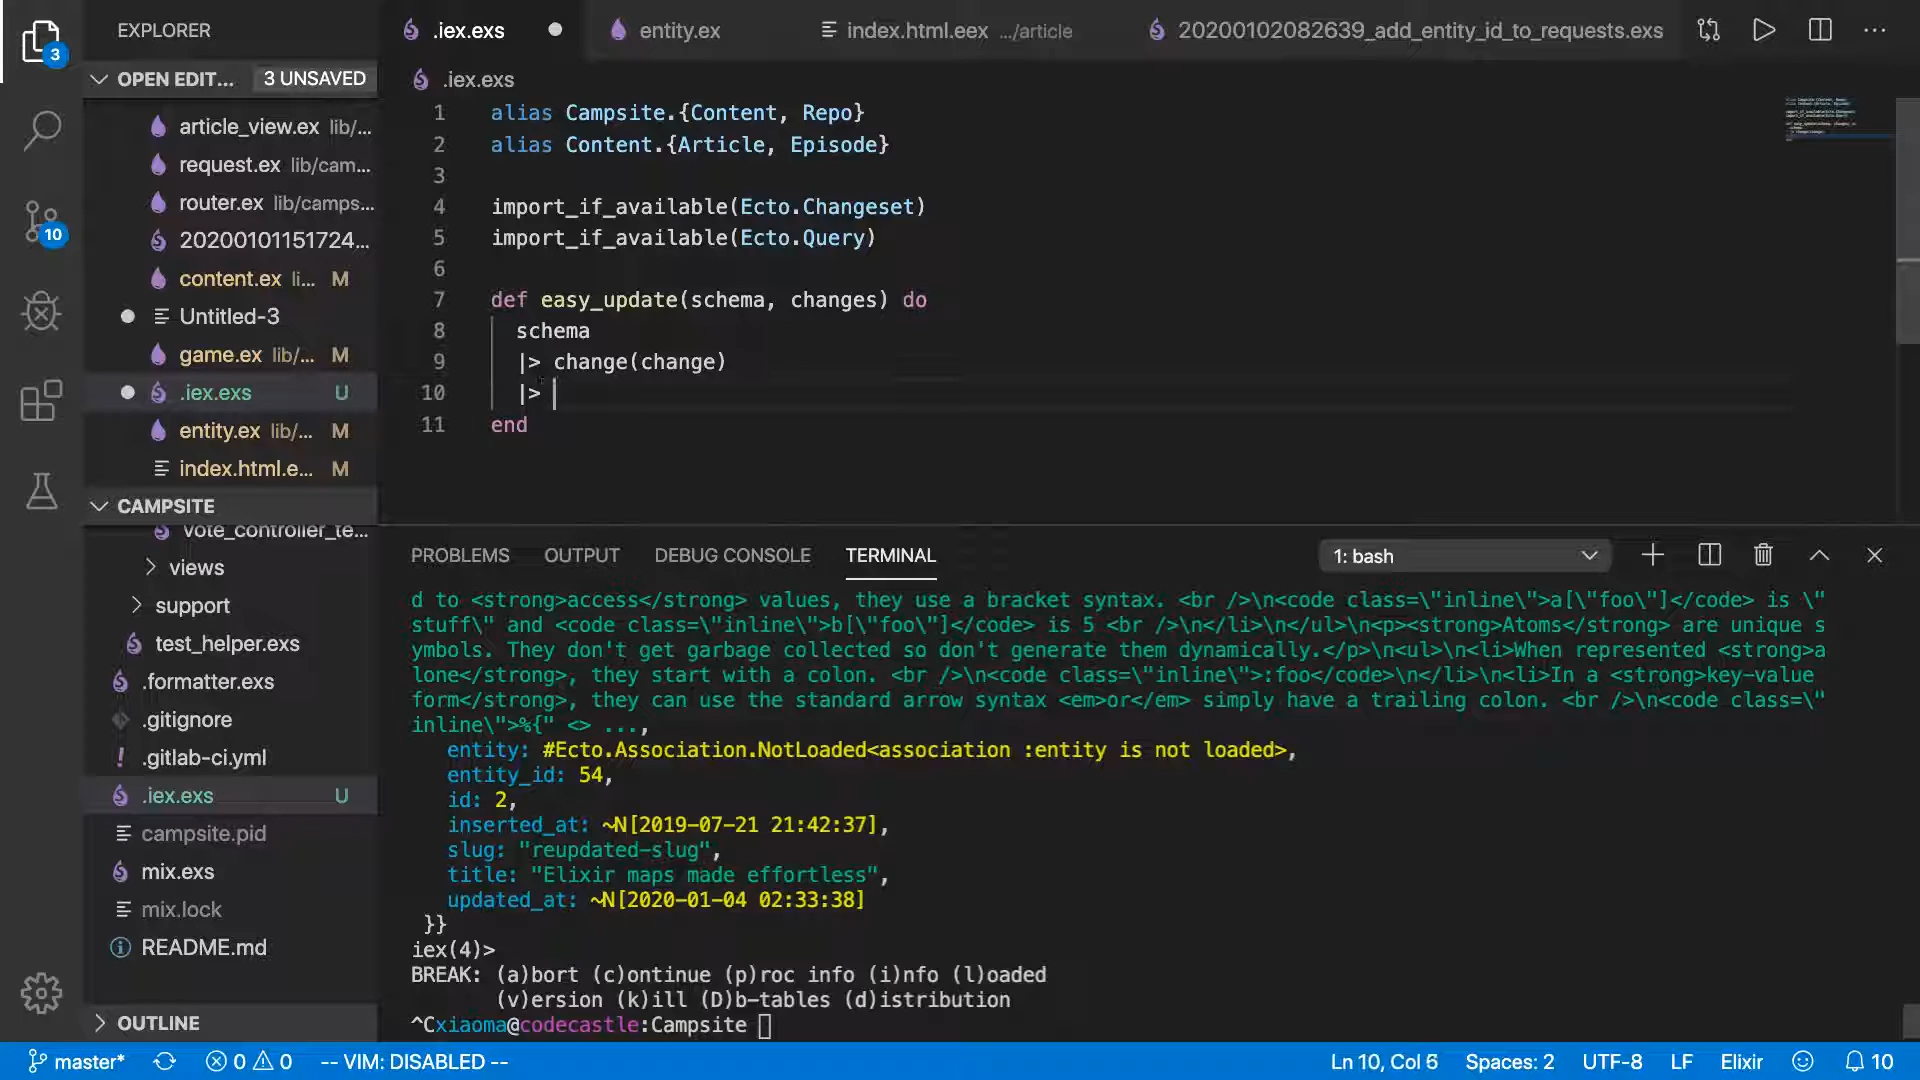 3
10
EXPLORER
OPEN EDIT... 3 UNSAVED
article_view.ex lib/...
request.ex lib/cam...
router.ex lib/camps...
20200101151724...
content.ex li... M
Untitled-3
game.ex lib/... M
.iex.exs U
entity.ex lib/... M
index.html.e... M
CAMPSITE
vote_controller_te...
views
support
test_helper.exs
.formatter.exs
.gitignore
.gitlab-ci.yml
.iex.exs U
campsite.pid
mix.exs
mix.lock
README.md
OUTLINE
.iex.exs entity.ex index.html.eex .../article 20200102082639_add_entity_id_to_requests.exs
.iex.exs
1 alias Campsite.{Content, Repo}
2 alias Content.{Article, Episode}
3
4 import_if_available(Ecto.Changeset)
5 import_if_available(Ecto.Query)
6
7 def easy_update(schema, changes) do
8 schema
9 |> change(change)
10 |>
11 end
PROBLEMS OUTPUT DEBUG CONSOLE TERMINAL 1: bash
d to <strong>access</strong> values, they use a bracket syntax. <br />\n<code class=\"inline\">a[\"foo\"]</code> is \"
stuff\" and <code class=\"inline\">b[\"foo\"]</code> is 5 <br />\n</li>\n</ul>\n<p><strong>Atoms</strong> are unique s
ymbols. They don't get garbage collected so don't generate them dynamically.</p>\n<ul>\n<li>When represented <strong>a
lone</strong>, they start with a colon. <br />\n<code class=\"inline\">:foo</code>\n</li>\n<li>In a <strong>key-value
form</strong>, they can use the standard arrow syntax <em>or</em> simply have a trailing colon. <br />\n<code class=\"
inline\">%{" <> ...,
entity: #Ecto.Association.NotLoaded<association :entity is not loaded>,
entity_id: 54,
id: 2,
inserted_at: ~N[2019-07-21 21:42:37],
slug: "reupdated-slug",
title: "Elixir maps made effortless",
updated_at: ~N[2020-01-04 02:33:38]
}}
iex(4)>
BREAK: (a)bort (c)ontinue (p)roc info (i)nfo (l)oaded
(v)ersion (k)ill (D)b-tables (d)istribution
^Cxiaoma@codecastle:Campsite
master* 0 0 -- VIM: DISABLED -- Ln 10, Col 6 Spaces: 2 UTF-8 LF Elixir 10